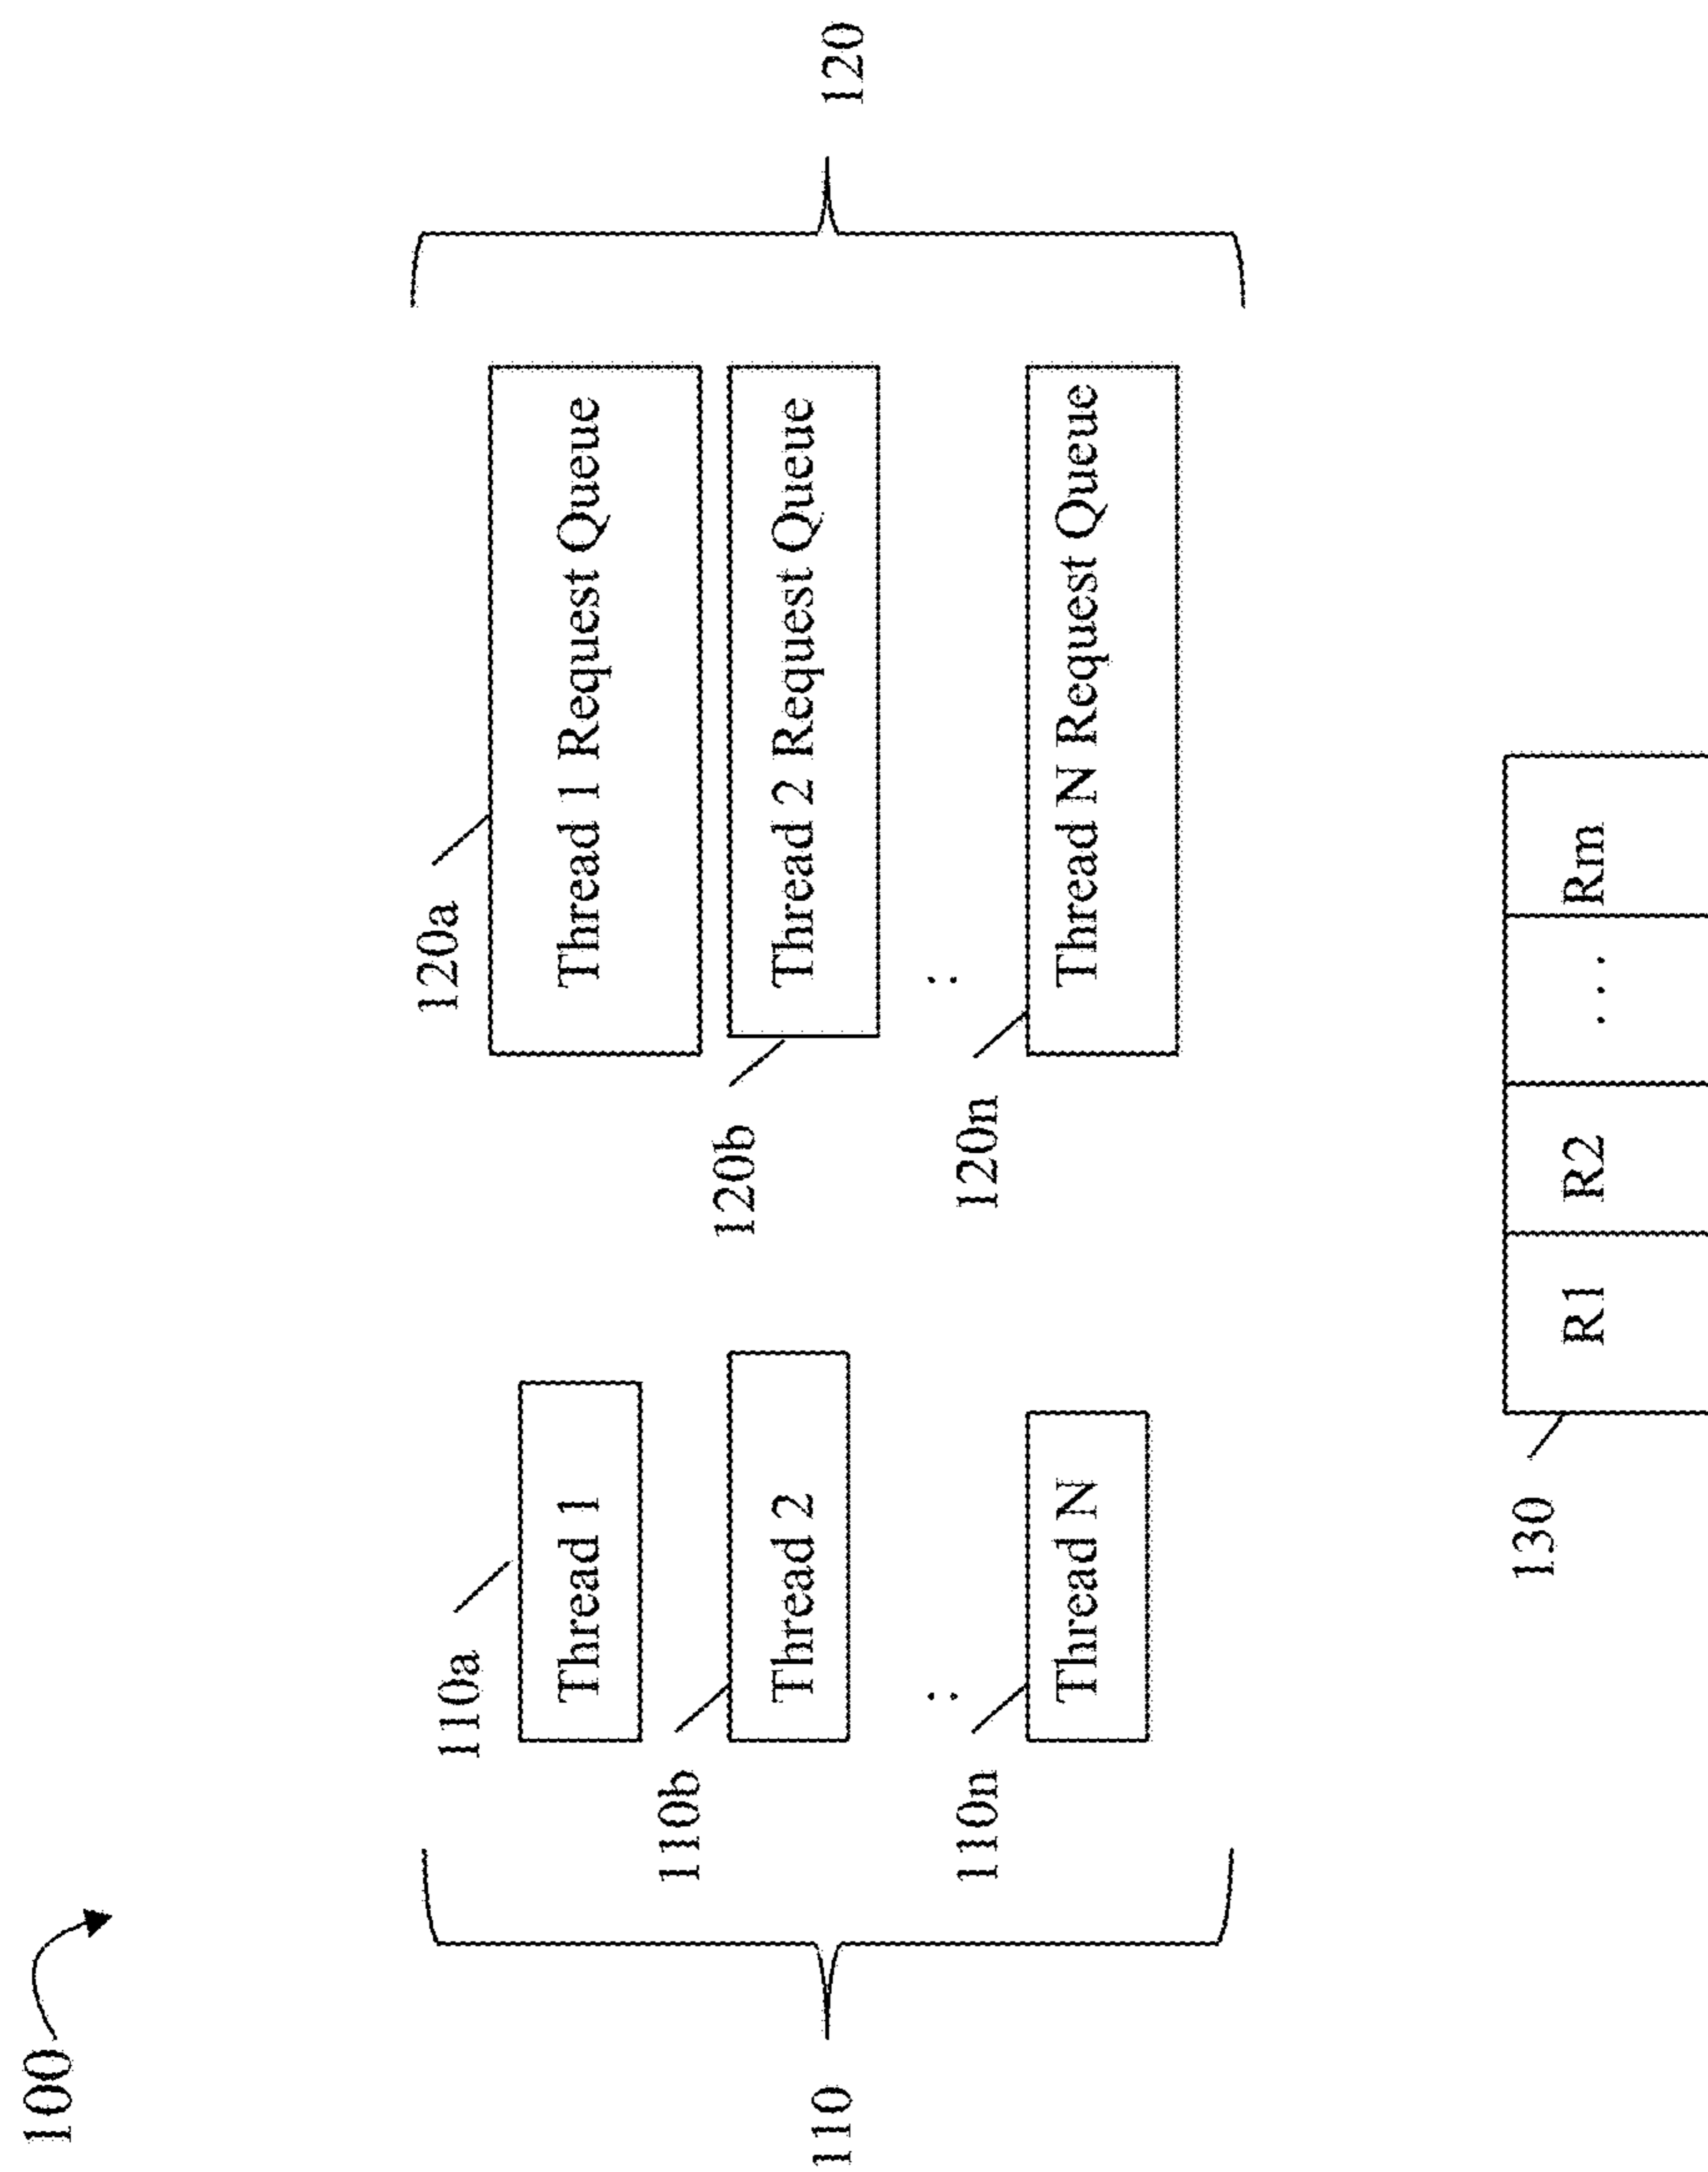 100
110
110a
Thread 1
110b
Thread 2
:
110n
Thread N
120a
Thread 1 Request Queue
120b
Thread 2 Request Queue
:
120n
Thread N Request Queue
120
130
R1 R2 ... Rm